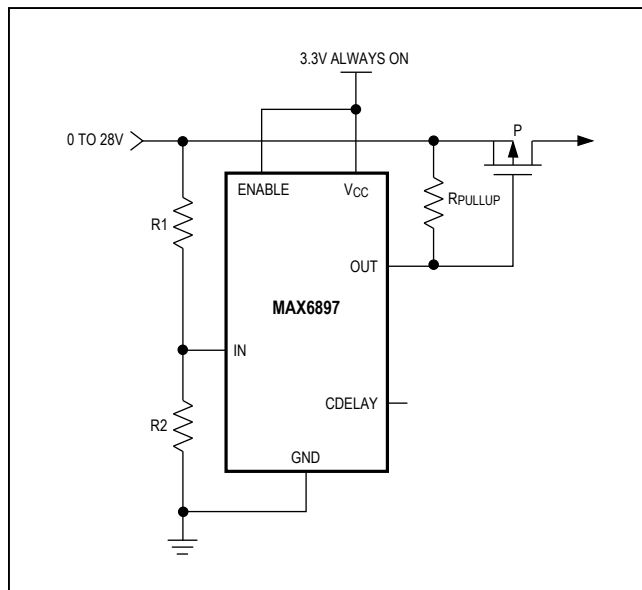 3.3V ALWAYS ON
0 TO 28V
P
ENABLE
VCC
RPULLUP
R1
OUT
MAX6897
IN
CDELAY
R2
GND